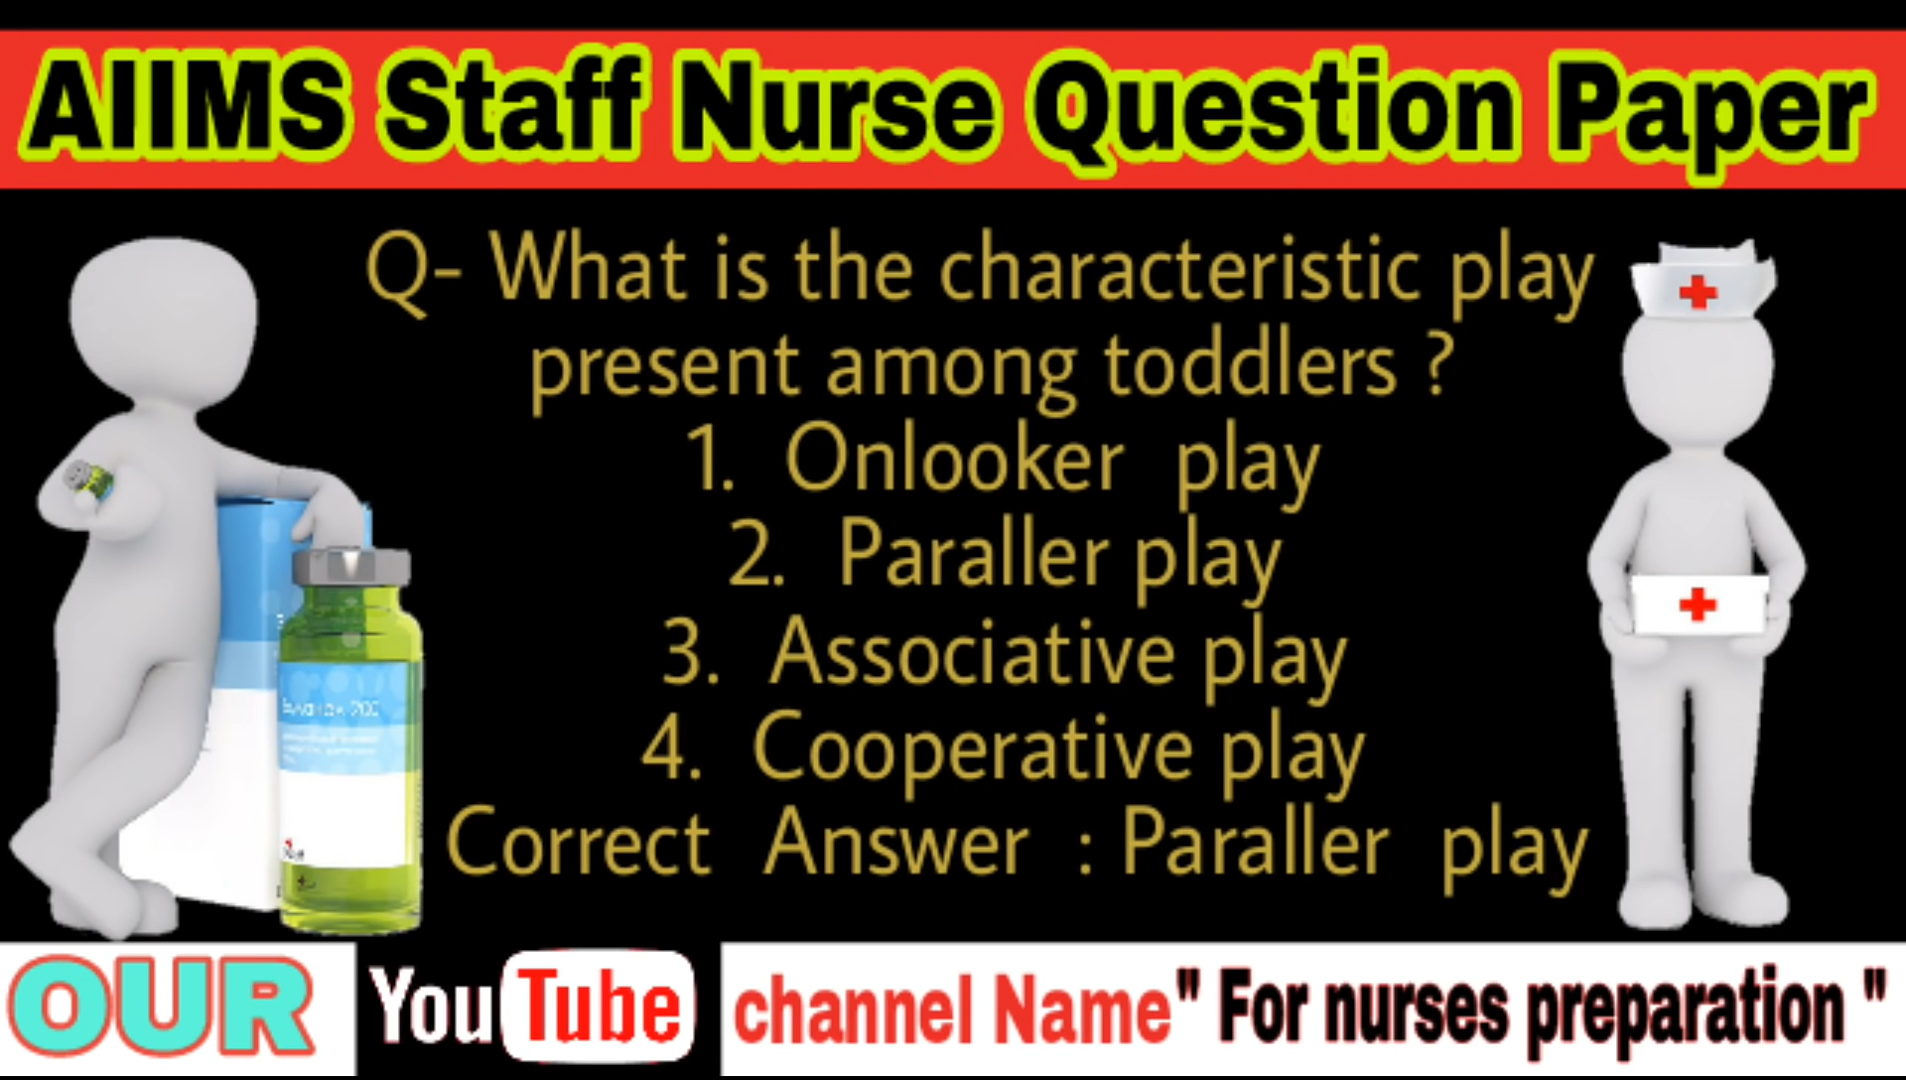 AIIMS Staff Nurse Question Paper
Q- What is the characteristic play
present among toddlers ?
1. Onlooker play
2. Paraller play
3. Associative play
4. Cooperative play
Correct Answer : Paraller play
OUR YouTube channel Name " For nurses preparation "